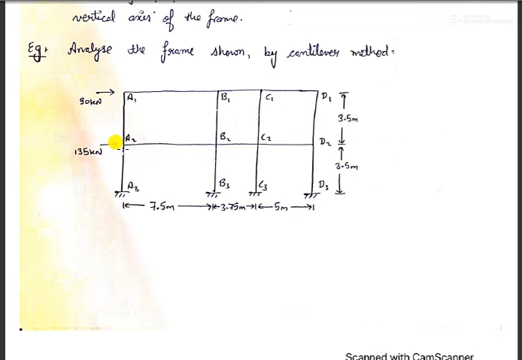 vertical axis of the frame.
Eg: Analyse the frame shown, by cantilever method.
90kN
A1 B1 C1 D1
3.5m
135kN
A2 B2 C2 D2
3.5m
A3 B3 C3 D3
7.5m 3.75m 5m
Scanned with CamScanner